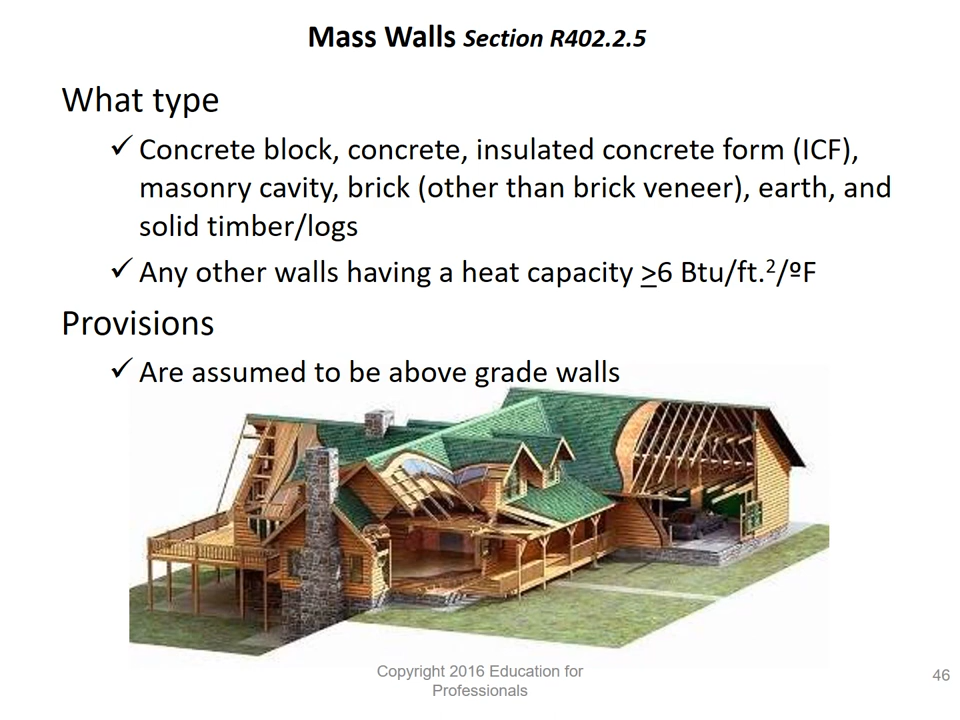 Mass Walls Section R402.2.5
What type
✓ Concrete block, concrete, insulated concrete form (ICF),
masonry cavity, brick (other than brick veneer), earth, and
solid timber/logs
✓ Any other walls having a heat capacity >6 Btu/ft.²/ºF
Provisions
✓ Are assumed to be above grade walls
Copyright 2016 Education for
Professionals
46